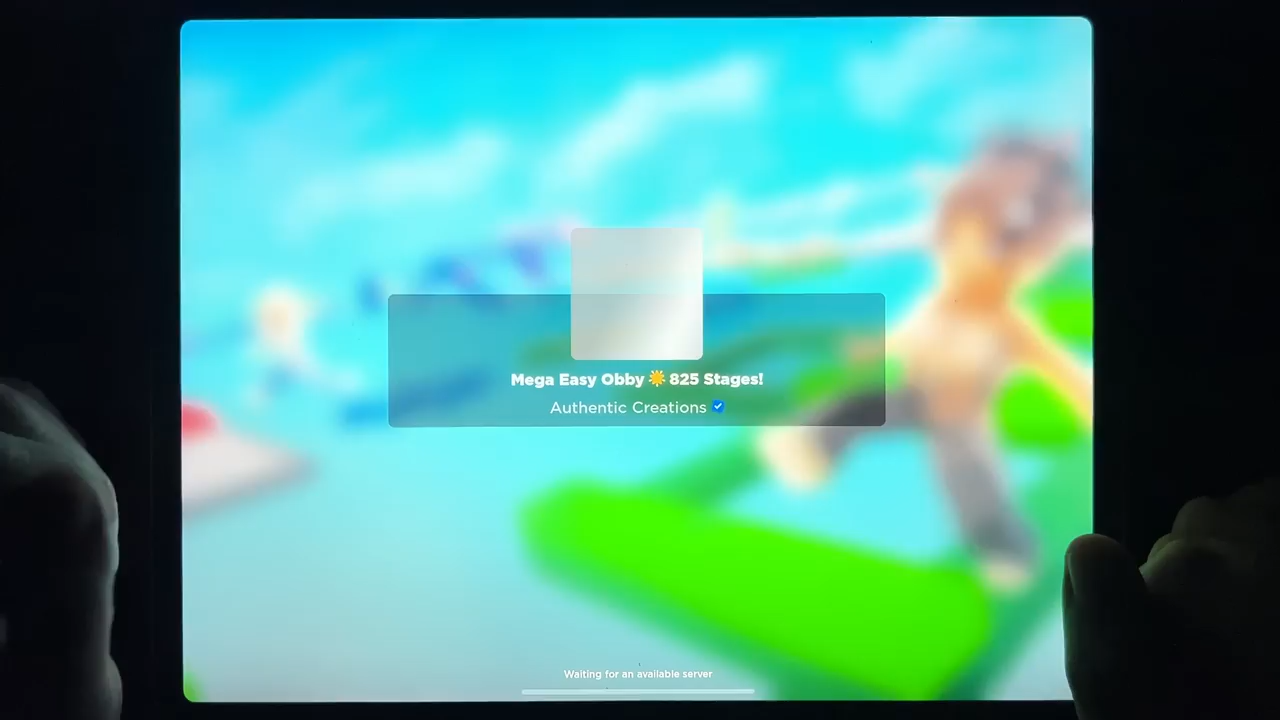 Mega Easy Obby ☀️ 825 Stages!
Authentic Creations
Waiting for an available server